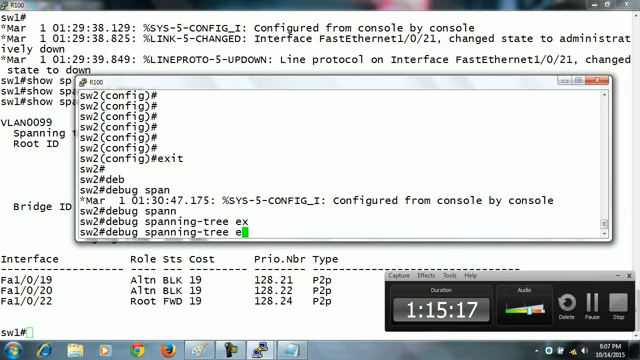 R100
sw1#
*Mar  1 01:29:38.129: %SYS-5-CONFIG_I: Configured from console by console
*Mar  1 01:29:38.825: %LINK-5-CHANGED: Interface FastEthernet1/0/21, changed state to administrat
ively down
*Mar  1 01:29:39.849: %LINEPROTO-5-UPDOWN: Line protocol on Interface FastEthernet1/0/21, changed
state to down
sw1#show spa
sw1#show spa
sw1#show spa
VLAN0099
Spanning t
Root ID
Bridge ID
R100
sw2(config)#
sw2(config)#
sw2(config)#
sw2(config)#
sw2(config)#
sw2(config)#
sw2(config)#exit
sw2#
sw2#deb
sw2#debug span
*Mar  1 01:30:47.175: %SYS-5-CONFIG_I: Configured from console by console
sw2#debug spann
sw2#debug spanning-tree ex
sw2#debug spanning-tree e
Interface Role Sts Cost Prio.Nbr Type
Fa1/0/19 Altn BLK 19 128.21 P2p
Fa1/0/20 Altn BLK 19 128.22 P2p
Fa1/0/22 Root FWD 19 128.24 P2p
sw1#
Capture Effects Tools Help
Duration
1:15:17
Audio
Delete Pause Stop
8:07 PM
10/14/2015